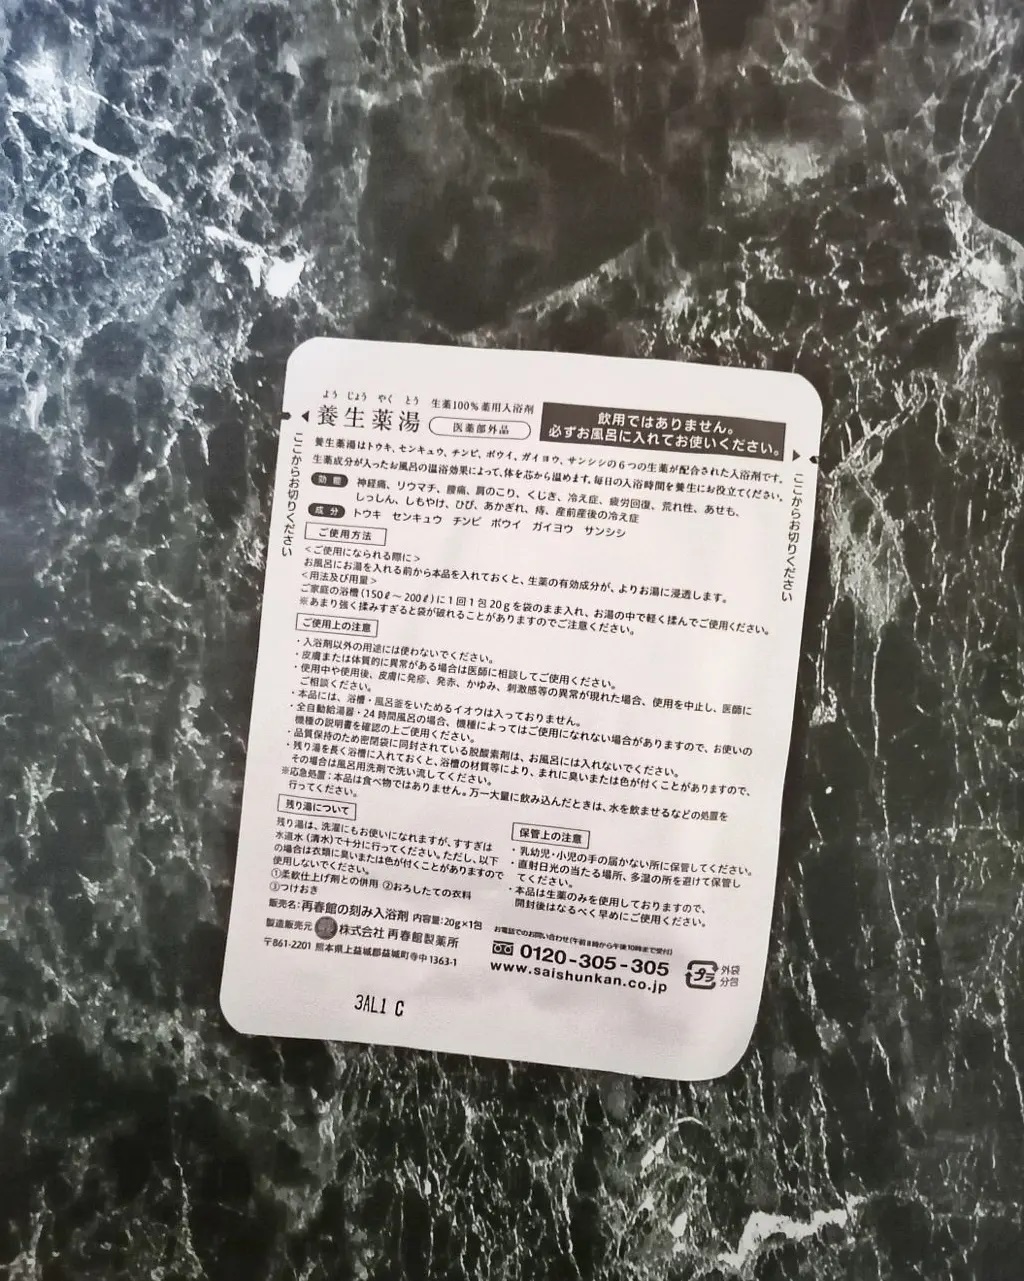 よう じょう やく とう
養生薬湯
生薬100%薬用入浴剤
医薬部外品
飲用ではありません。
必ずお風呂に入れてお使いください。
ここからお切りください
ここからお切りください
養生薬湯はトウキ、センキュウ、チンピ、ボウイ、ガイヨウ、サンシシの6つの生薬が配合された入浴剤です。
生薬成分が入ったお風呂の温浴効果によって、体を芯から温めます。毎日の入浴時間を養生にお役立てください。
効能 神経痛、リウマチ、腰痛、肩のこり、くじき、冷え症、疲労回復、荒れ性、あせも、
しっしん、しもやけ、ひび、あかぎれ、痔、産前産後の冷え症
成分 トウキ センキュウ チンピ ボウイ ガイヨウ サンシシ
ご使用方法
<ご使用になられる際に>
お風呂にお湯を入れる前から本品を入れておくと、生薬の有効成分が、よりお湯に浸透します。
<用法及び用量>
ご家庭の浴槽(150ℓ~200ℓ)に1回1包20gを袋のまま入れ、お湯の中で軽く揉んでご使用ください。
※あまり強く揉みすぎると袋が破れることがありますのでご注意ください。
ご使用上の注意
・入浴剤以外の用途には使わないでください。
・皮膚または体質的に異常がある場合は医師に相談してご使用ください。
・使用中や使用後、皮膚に発疹、発赤、かゆみ、刺激感等の異常が現れた場合、使用を中止し、医師に
ご相談ください。
・本品には、浴槽・風呂釜をいためるイオウは入っておりません。
・全自動給湯器・24時間風呂の場合、機種によってはご使用になれない場合がありますので、お使いの
機種の説明書を確認の上ご使用ください。
・品質保持のため密閉袋に同封されている脱酸素剤は、お風呂には入れないでください。
・残り湯を長く浴槽に入れておくと、浴槽の材質等により、まれに臭いまたは色が付くことがありますので、
その場合は風呂用洗剤で洗い流してください。
※応急処置:本品は食べ物ではありません。万一大量に飲み込んだときは、水を飲ませるなどの処置を
行ってください。
残り湯について
残り湯は、洗濯にもお使いになれますが、すすぎは
水道水(清水)で十分に行ってください。ただし、以下
の場合は衣類に臭いまたは色が付くことがありますので
使用しないでください。
①柔軟仕上げ剤との併用 ②おろしたての衣料
③つけおき
保管上の注意
・乳幼児・小児の手の届かない所に保管してください。
・直射日光の当たる場所、多湿の所を避けて保管し
てください。
・本品は生薬のみを使用しておりますので、
開封後はなるべく早めにご使用ください。
販売名:再春館の刻み入浴剤 内容量:20g×1包
製造販売元 株式会社 再春館製薬所
〒861-2201 熊本県上益城郡益城町寺中1363-1
お電話でのお問い合わせ(午前8時から午後10時まで受付)
0120-305-305
www.saishunkan.co.jp
プラ
外袋
分包
3AL1 C